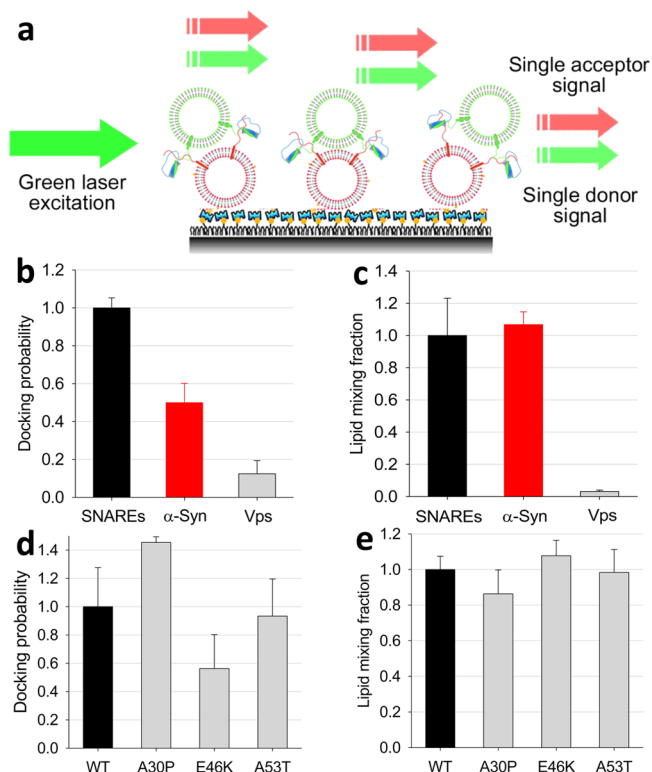 a
Green laser
excitation
Single acceptor
signal
Single donor
signal
b
Docking probability
1.2
1.0
0.8
0.6
0.4
0.2
0.0
SNAREs α-Syn Vps
c
Lipid mixing fraction
1.4
1.2
1.0
0.8
0.6
0.4
0.2
0.0
SNAREs α-Syn Vps
d
Docking probability
1.4
1.2
1.0
0.8
0.6
0.4
0.2
0.0
WT A30P E46K A53T
e
Lipid mixing fraction
1.2
1.0
0.8
0.6
0.4
0.2
0.0
WT A30P E46K A53T